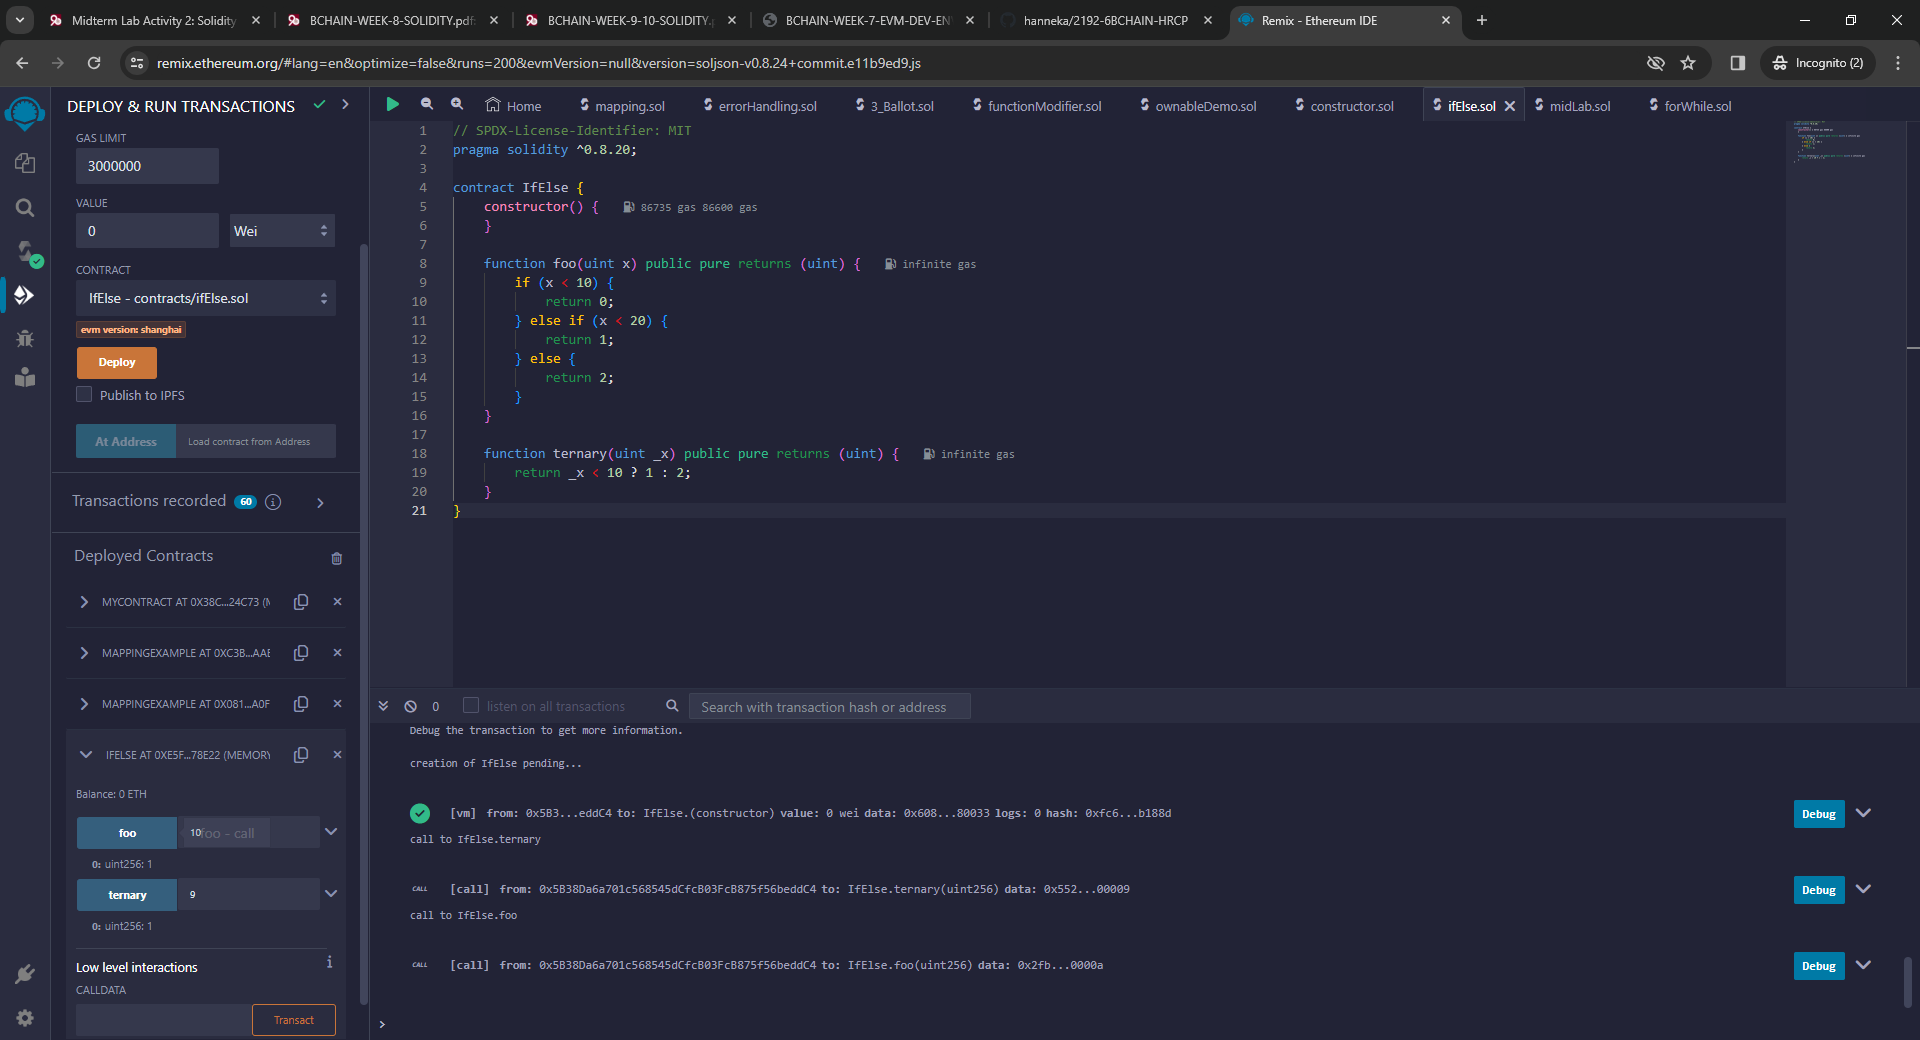 Midterm Lab Activity 2: Solidity
BCHAIN-WEEK-8-SOLIDITY.pdf
BCHAIN-WEEK-9-10-SOLIDITY.p
BCHAIN-WEEK-7-EVM-DEV-EN
hanneka/2192-6BCHAIN-HRCP
Remix - Ethereum IDE
remix.ethereum.org/#lang=en&optimize=false&runs=200&evmVersion=null&version=soljson-v0.8.24+commit.e11b9ed9.js
Incognito (2)
DEPLOY & RUN TRANSACTIONS
GAS LIMIT
3000000
VALUE
0
Wei
CONTRACT
IfElse - contracts/ifElse.sol
evm version: shanghai
Deploy
Publish to IPFS
At Address
Load contract from Address
Transactions recorded 60
Deployed Contracts
MYCONTRACT AT 0X38C...24C73 (M
MAPPINGEXAMPLE AT 0XC3B...AAE
MAPPINGEXAMPLE AT 0X081...A0F
IFELSE AT 0XE5F...78E22 (MEMORY
Balance: 0 ETH
foo
10
foo - call
0: uint256: 1
ternary
9
0: uint256: 1
Low level interactions
CALLDATA
Transact
Home
mapping.sol
errorHandling.sol
3_Ballot.sol
functionModifier.sol
ownableDemo.sol
constructor.sol
ifElse.sol
midLab.sol
forWhile.sol
1 // SPDX-License-Identifier: MIT
2 pragma solidity ^0.8.20;
3
4 contract IfElse {
5 constructor() { 86735 gas 86600 gas
6 }
7
8 function foo(uint x) public pure returns (uint) { infinite gas
9 if (x < 10) {
10 return 0;
11 } else if (x < 20) {
12 return 1;
13 } else {
14 return 2;
15 }
16 }
17
18 function ternary(uint _x) public pure returns (uint) { infinite gas
19 return _x < 10 ? 1 : 2;
20 }
21 }
0
listen on all transactions
Search with transaction hash or address
Debug the transaction to get more information.
creation of IfElse pending...
[vm] from: 0x5B3...eddC4 to: IfElse.(constructor) value: 0 wei data: 0x608...80033 logs: 0 hash: 0xfc6...b188d
Debug
call to IfElse.ternary
CALL [call] from: 0x5B38Da6a701c568545dCfcB03FcB875f56beddC4 to: IfElse.ternary(uint256) data: 0x552...00009
Debug
call to IfElse.foo
CALL [call] from: 0x5B38Da6a701c568545dCfcB03FcB875f56beddC4 to: IfElse.foo(uint256) data: 0x2fb...0000a
Debug
>